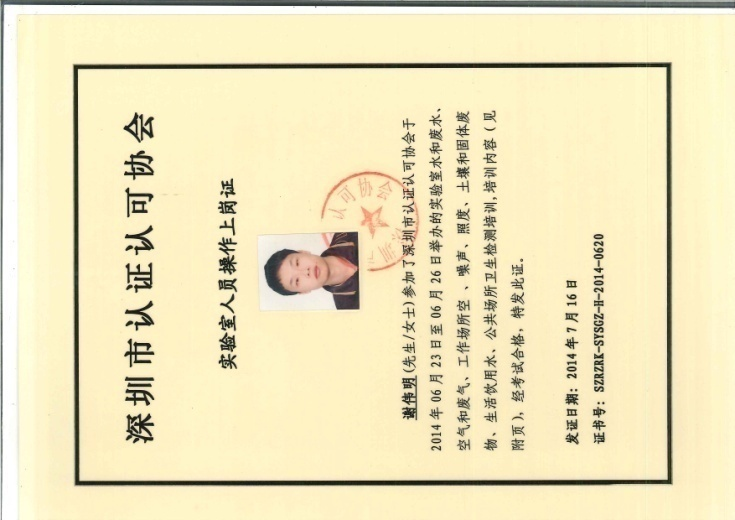 深圳市认证认可协会
实验室人员操作上岗证
认可协会
谢伟明(先生/女士)参加了深圳市认证认可协会于
2014年06月23日至06月26日举办的实验室水和废水、
空气和废气、工作场所空、噪声、照度、土壤和固体废
物、生活饮用水、公共场所卫生检测培训,培训内容(见
附页),经考试合格,特发此证。
发证日期:2014年7月16日
证书号:SZRZRK-SYSGZ-H-2014-0620